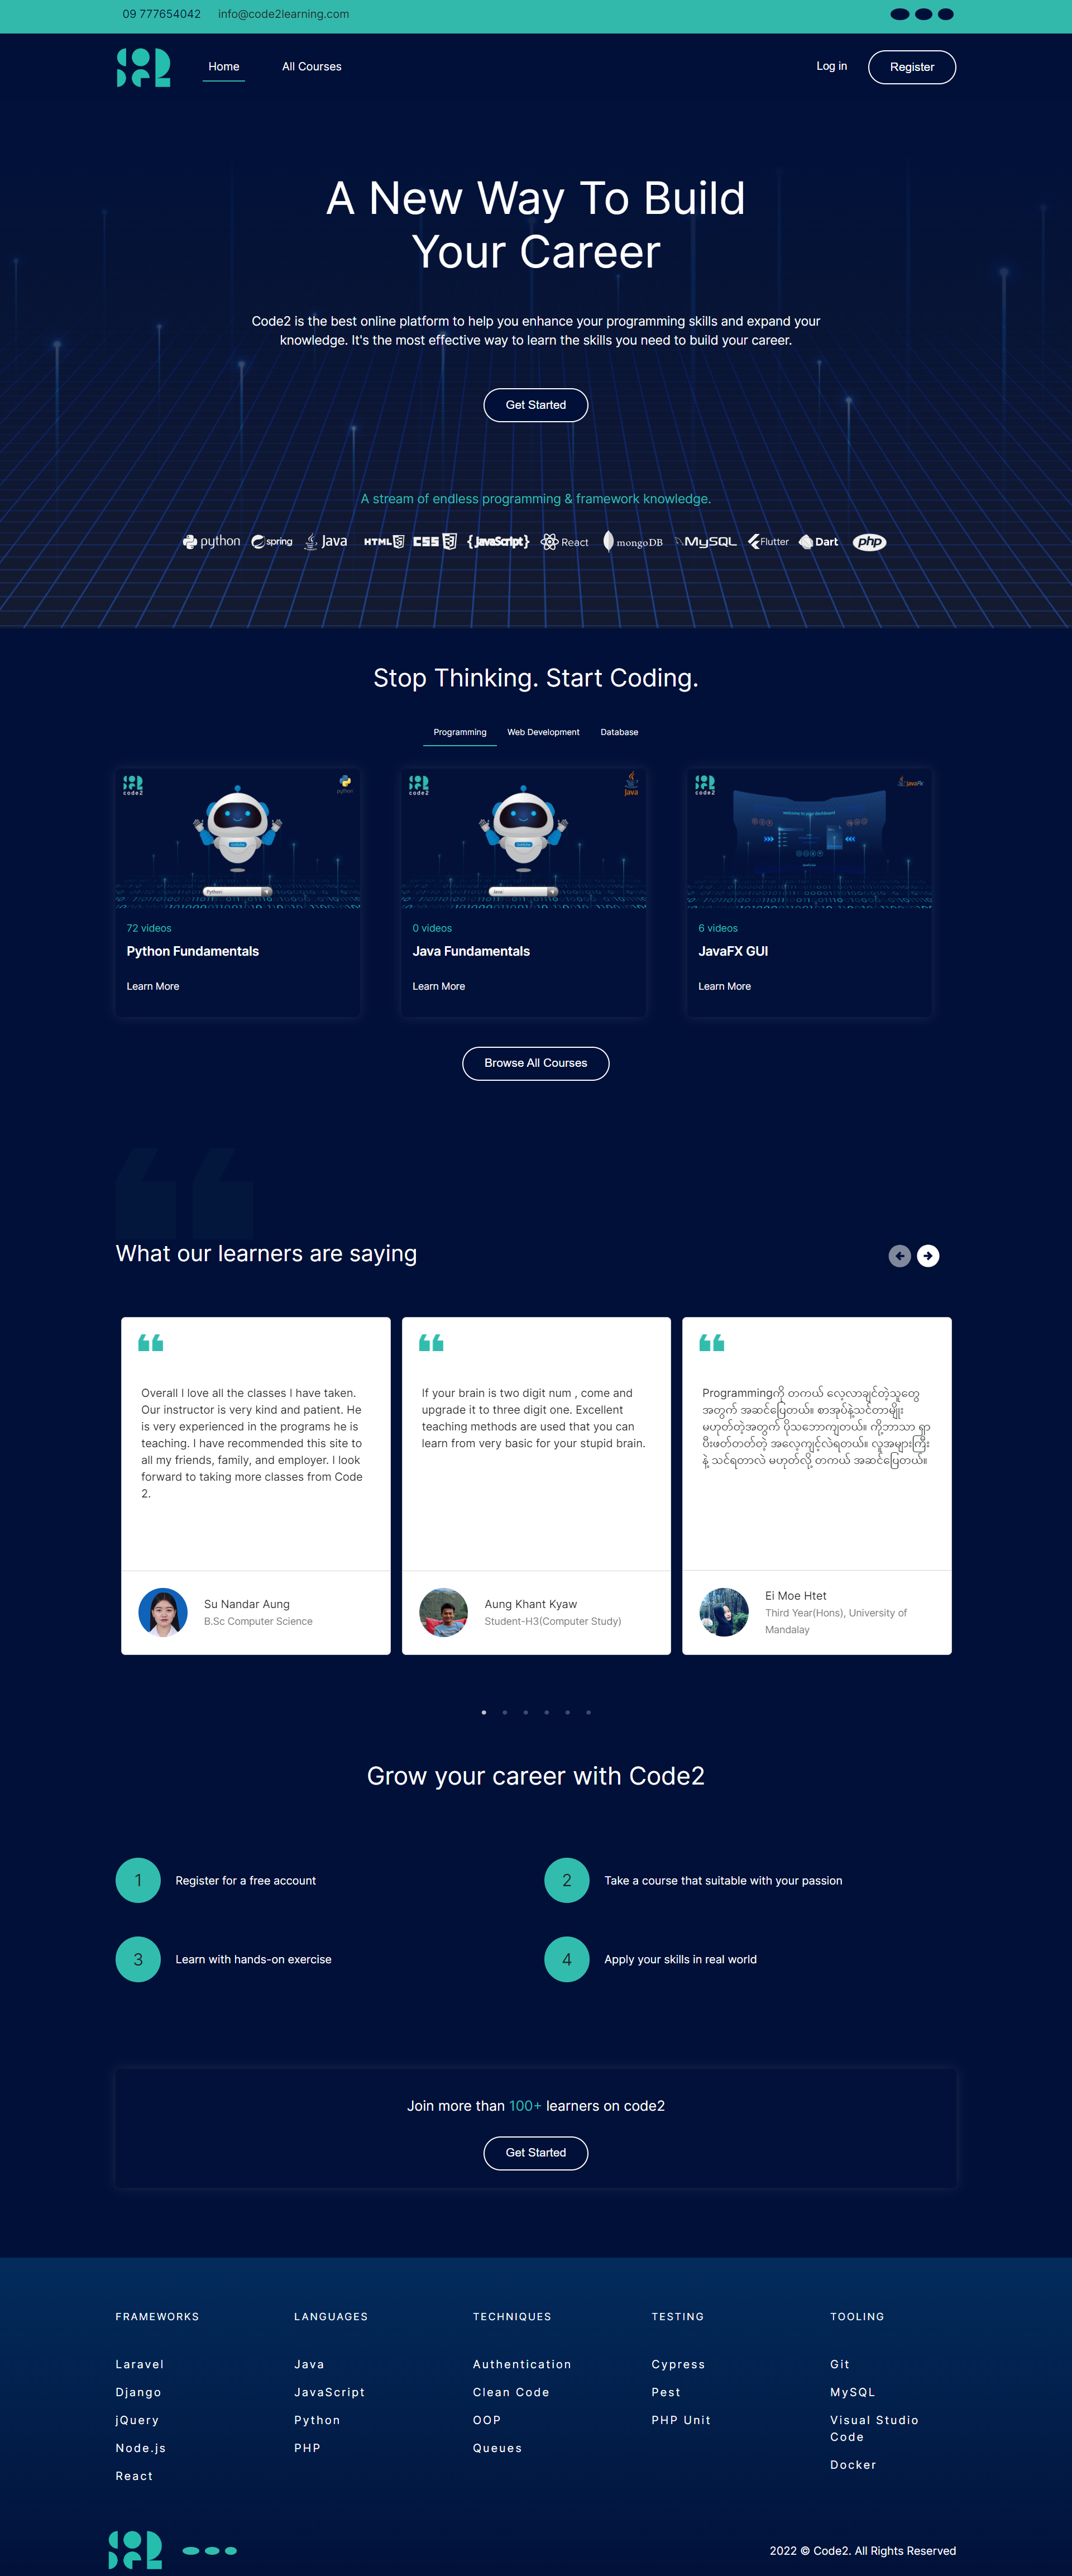 09 777654042 info@code2learning.com
Home All Courses Log in Register
A New Way To Build
Your Career
Code2 is the best online platform to help you enhance your programming skills and expand your
knowledge. It's the most effective way to learn the skills you need to build your career.
Get Started
A stream of endless programming & framework knowledge.
python spring Java HTML5 CSS3 {JavaScript} React mongoDB MySQL Flutter Dart php
Stop Thinking. Start Coding.
Programming Web Development Database
code2 python
Python
72 videos
Python Fundamentals
Learn More
code2 Java
Java
0 videos
Java Fundamentals
Learn More
code2 JavaFx
welcome to your dashboard
6 videos
JavaFX GUI
Learn More
Browse All Courses
What our learners are saying
Overall I love all the classes I have taken.
Our instructor is very kind and patient. He
is very experienced in the programs he is
teaching. I have recommended this site to
all my friends, family, and employer. I look
forward to taking more classes from Code
2.
Su Nandar Aung
B.Sc Computer Science
If your brain is two digit num , come and
upgrade it to three digit one. Excellent
teaching methods are used that you can
learn from very basic for your stupid brain.
Aung Khant Kyaw
Student-H3(Computer Study)
Programmingကို တကယ် လေ့လာချင်တဲ့သူတွေ
အတွက် အဆင်ပြေတယ်။ စာအုပ်နဲ့သင်တာမျိုး
မဟုတ်တဲ့အတွက် ပိုသဘောကျတယ်။ ကို့ဘာသာ ရှာ
ပီးဖတ်တတ်တဲ့ အလေ့ကျင့်လဲရတယ်။ လူအများကြီး
နဲ့ သင်ရတာလဲ မဟုတ်လို့ တကယ် အဆင်ပြေတယ်။
Ei Moe Htet
Third Year(Hons), University of
Mandalay
Grow your career with Code2
1 Register for a free account
2 Take a course that suitable with your passion
3 Learn with hands-on exercise
4 Apply your skills in real world
Join more than 100+ learners on code2
Get Started
FRAMEWORKS
Laravel
Django
jQuery
Node.js
React
LANGUAGES
Java
JavaScript
Python
PHP
TECHNIQUES
Authentication
Clean Code
OOP
Queues
TESTING
Cypress
Pest
PHP Unit
TOOLING
Git
MySQL
Visual Studio
Code
Docker
2022 © Code2. All Rights Reserved